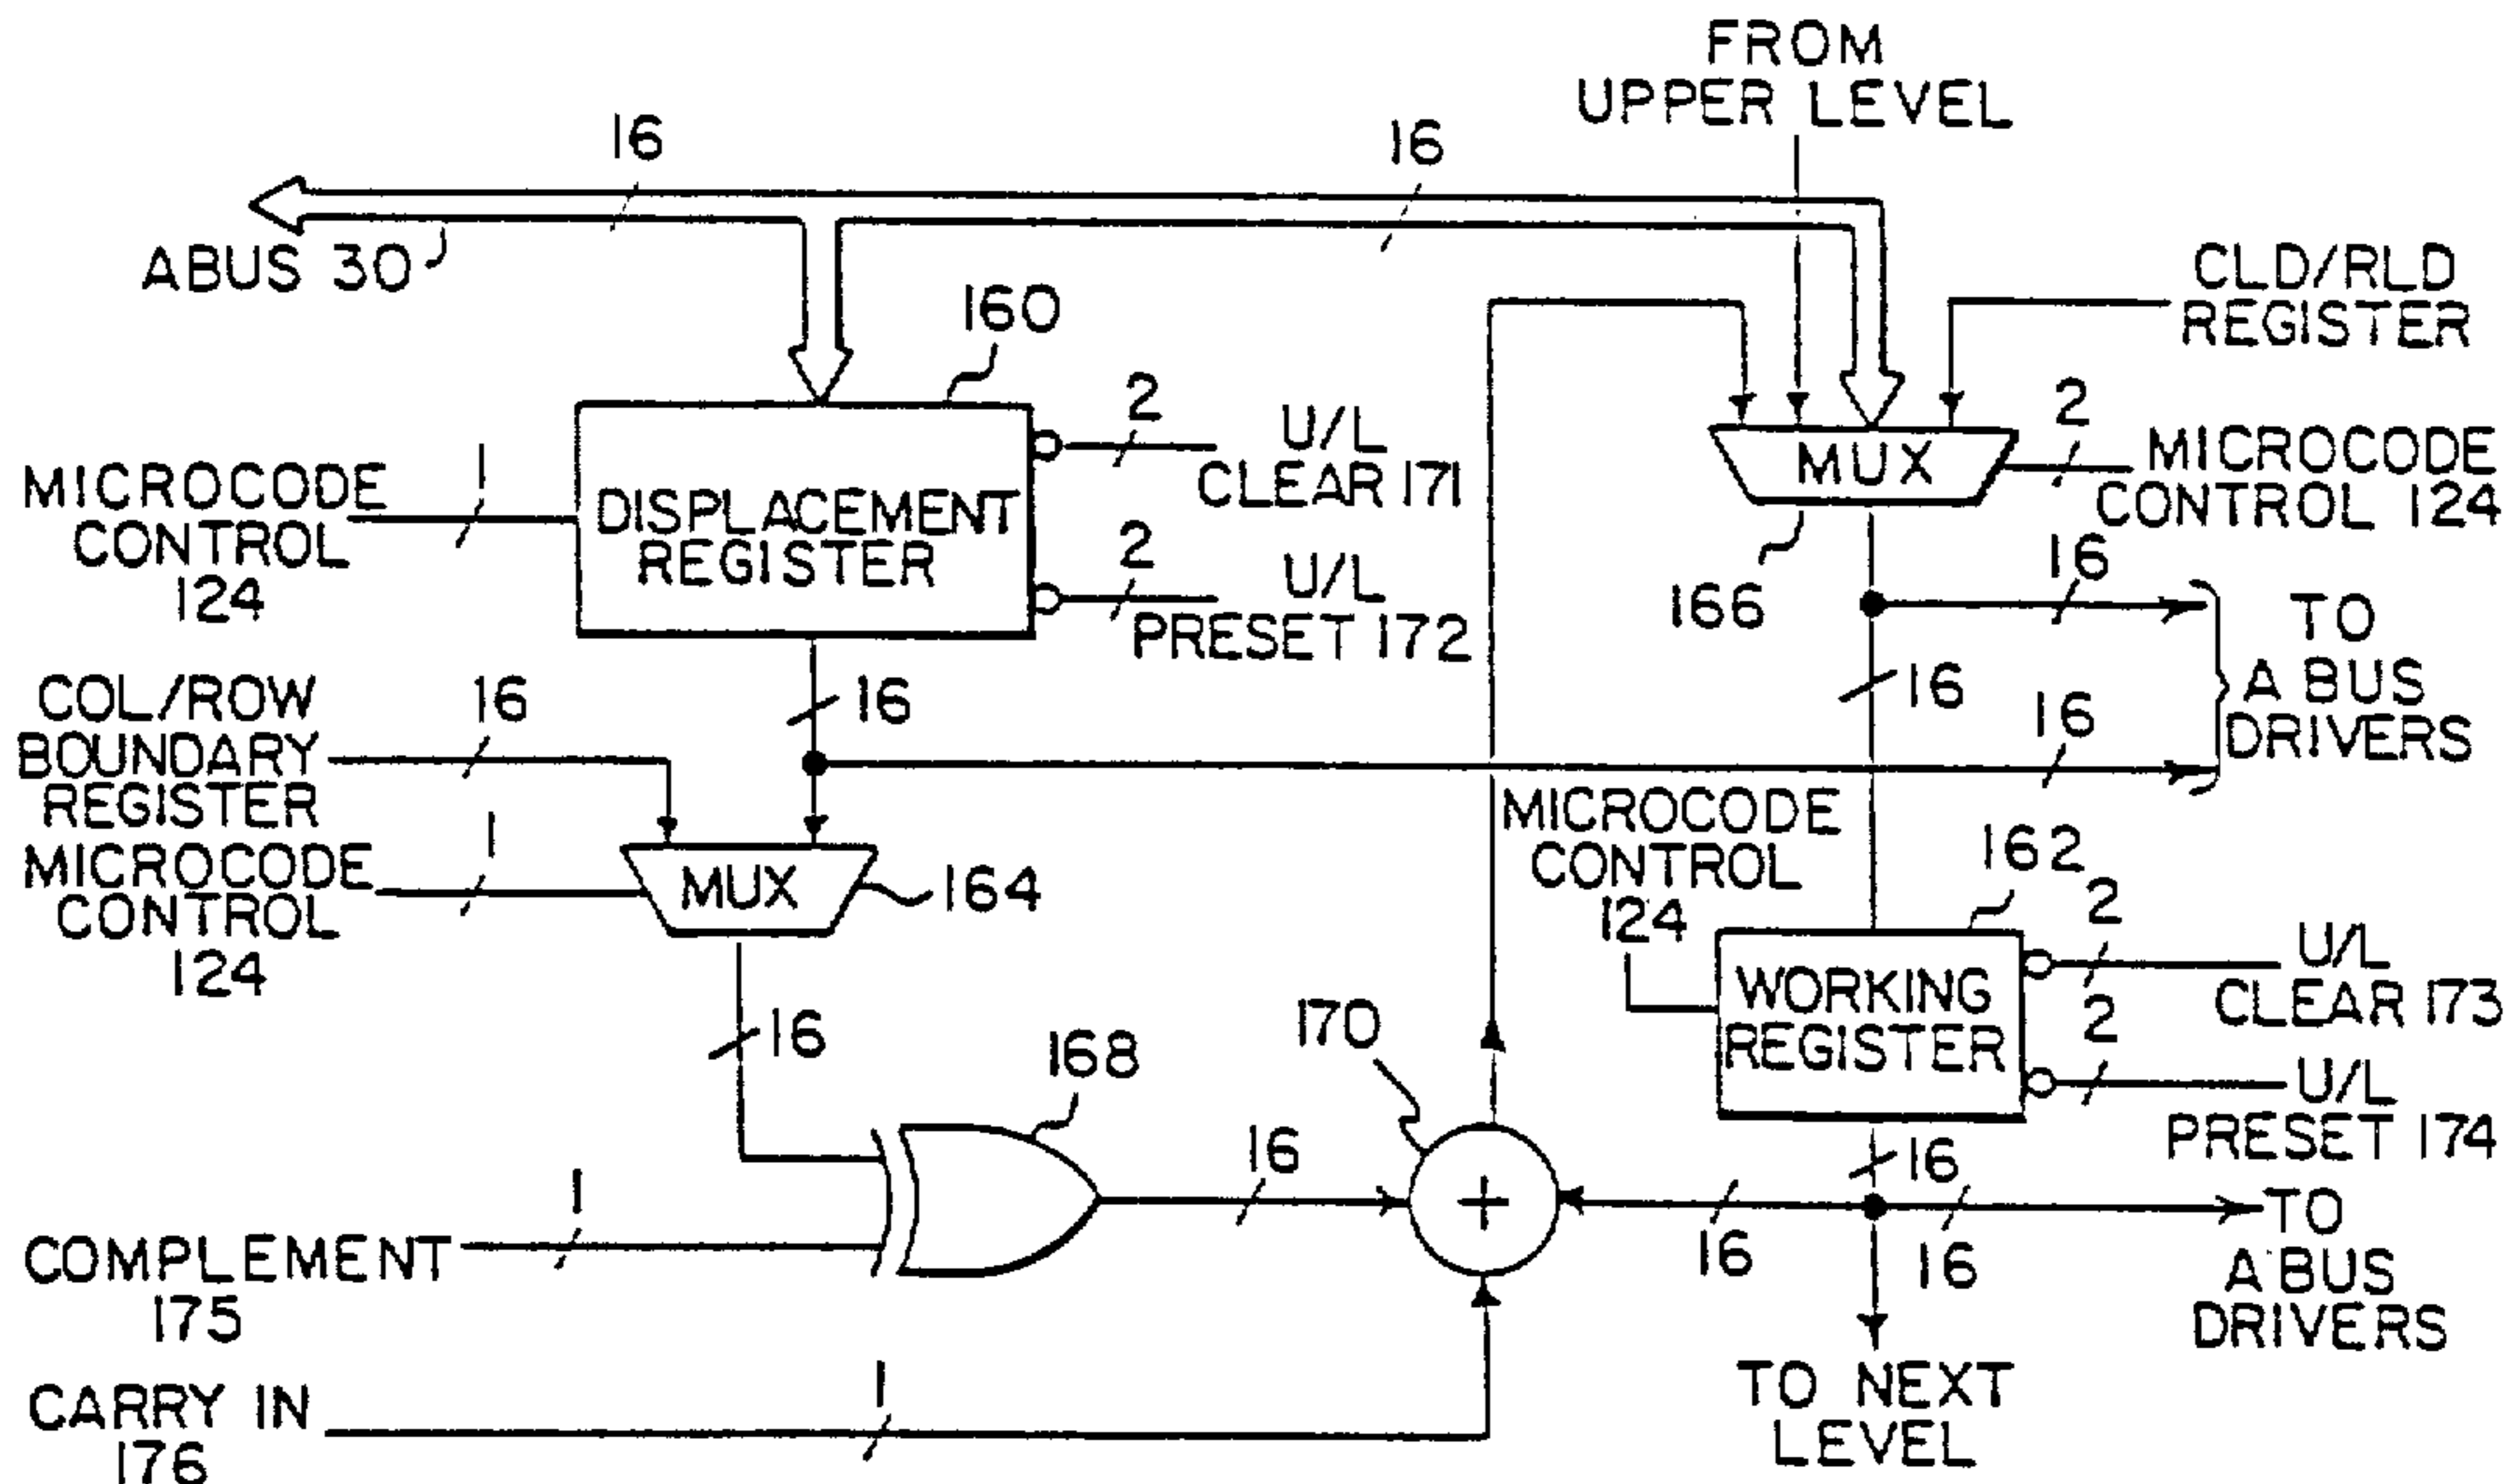 FROM
UPPER LEVEL
16
16
ABUS 30
CLD/RLD
REGISTER
160
2
U/L
CLEAR 171
2
MUX
MICROCODE
CONTROL 124
MICROCODE
CONTROL
124
1
DISPLACEMENT
REGISTER
2
U/L
PRESET 172
166
16
TO
A BUS
DRIVERS
16
16
COL/ROW
BOUNDARY
REGISTER
16
16
MICROCODE
CONTROL
124
1
MUX
164
MICROCODE
CONTROL
124
162
2
U/L
CLEAR 173
WORKING
REGISTER
2
U/L
PRESET 174
16
168
170
16
16
COMPLEMENT
175
1
16
16
TO
A BUS
DRIVERS
CARRY IN
176
1
TO NEXT
LEVEL
+